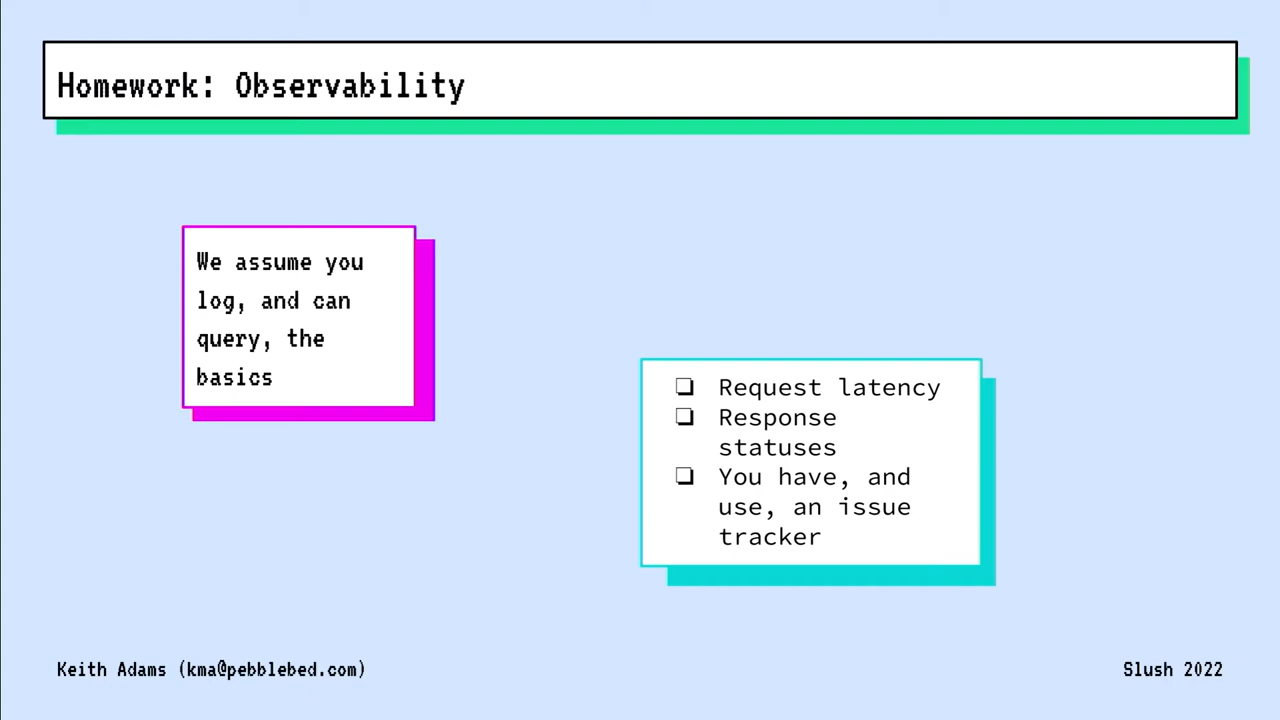 Homework: Observability
We assume you
log, and can
query, the
basics
❏ Request latency
❏ Response
statuses
❏ You have, and
use, an issue
tracker
Keith Adams (kma@pebblebed.com)
Slush 2022